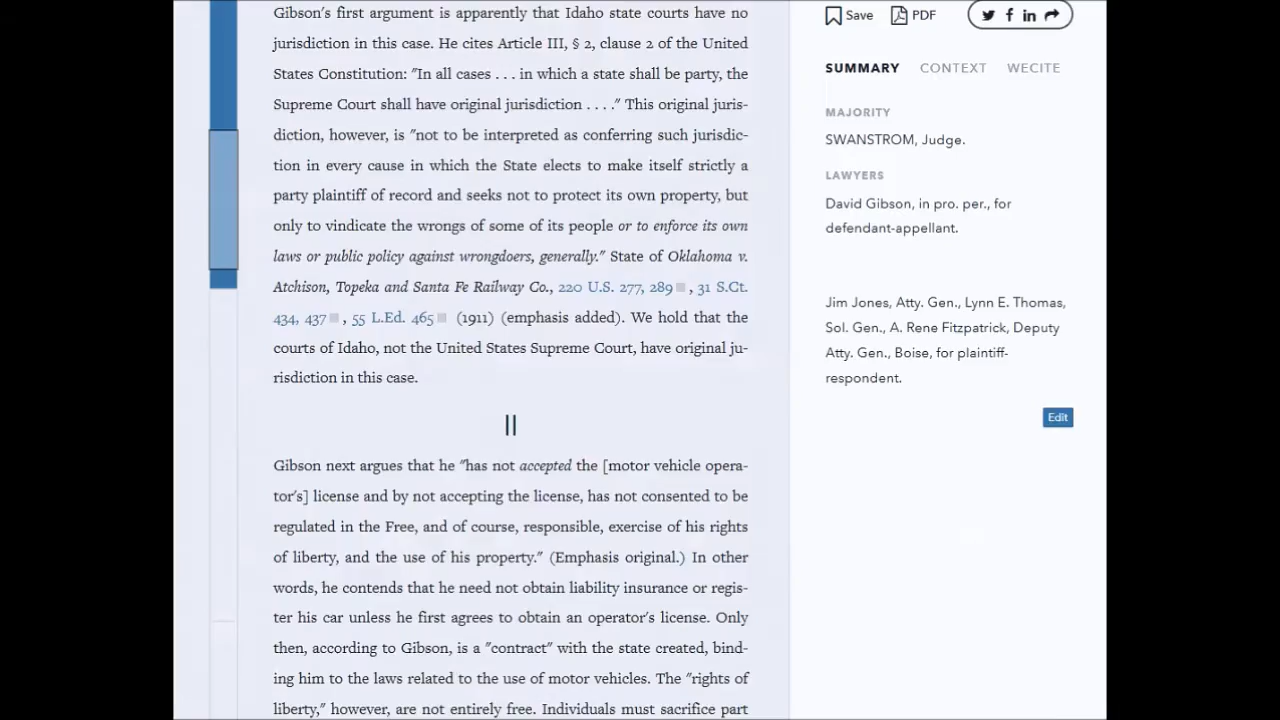 Gibson's first argument is apparently that Idaho state courts have no
jurisdiction in this case. He cites Article III, § 2, clause 2 of the United
States Constitution: "In all cases . . . in which a state shall be party, the
Supreme Court shall have original jurisdiction . . . ." This original juris-
diction, however, is "not to be interpreted as conferring such jurisdic-
tion in every cause in which the State elects to make itself strictly a
party plaintiff of record and seeks not to protect its own property, but
only to vindicate the wrongs of some of its people or to enforce its own
laws or public policy against wrongdoers, generally." State of Oklahoma v.
Atchison, Topeka and Santa Fe Railway Co., 220 U.S. 277, 289 , 31 S.Ct.
434, 437 , 55 L.Ed. 465 (1911) (emphasis added). We hold that the
courts of Idaho, not the United States Supreme Court, have original ju-
risdiction in this case.
II
Gibson next argues that he "has not accepted the [motor vehicle opera-
tor's] license and by not accepting the license, has not consented to be
regulated in the Free, and of course, responsible, exercise of his rights
of liberty, and the use of his property." (Emphasis original.) In other
words, he contends that he need not obtain liability insurance or regis-
ter his car unless he first agrees to obtain an operator's license. Only
then, according to Gibson, is a "contract" with the state created, bind-
ing him to the laws related to the use of motor vehicles. The "rights of
liberty," however, are not entirely free. Individuals must sacrifice part
Save PDF
SUMMARY CONTEXT WECITE
MAJORITY
SWANSTROM, Judge.
LAWYERS
David Gibson, in pro. per., for
defendant-appellant.
Jim Jones, Atty. Gen., Lynn E. Thomas,
Sol. Gen., A. Rene Fitzpatrick, Deputy
Atty. Gen., Boise, for plaintiff-
respondent.
Edit